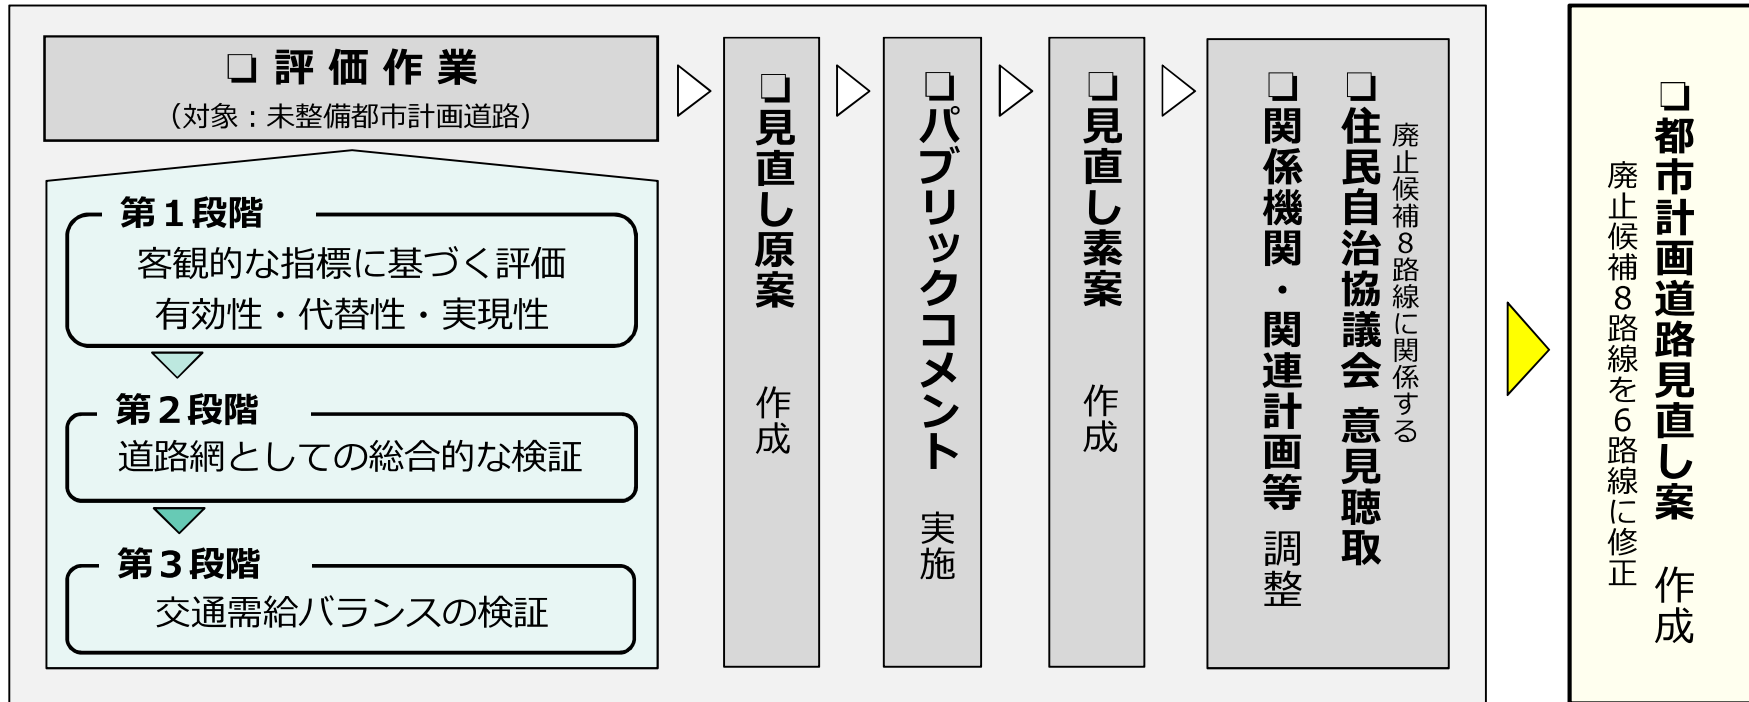 ❏ 評 価 作 業
（対象：未整備都市計画道路）
第１段階
客観的な指標に基づく評価
有効性・代替性・実現性
第２段階
道路網としての総合的な検証
第３段階
交通需給バランスの検証
❏見直し原案　作成
❏パブリックコメント　実施
❏見直し素案　作成
廃止候補８路線に関係する
❏住民自治協議会 意見聴取
❏関係機関・関連計画等 調整
❏都市計画道路見直し案　作成
廃止候補８路線を６路線に修正